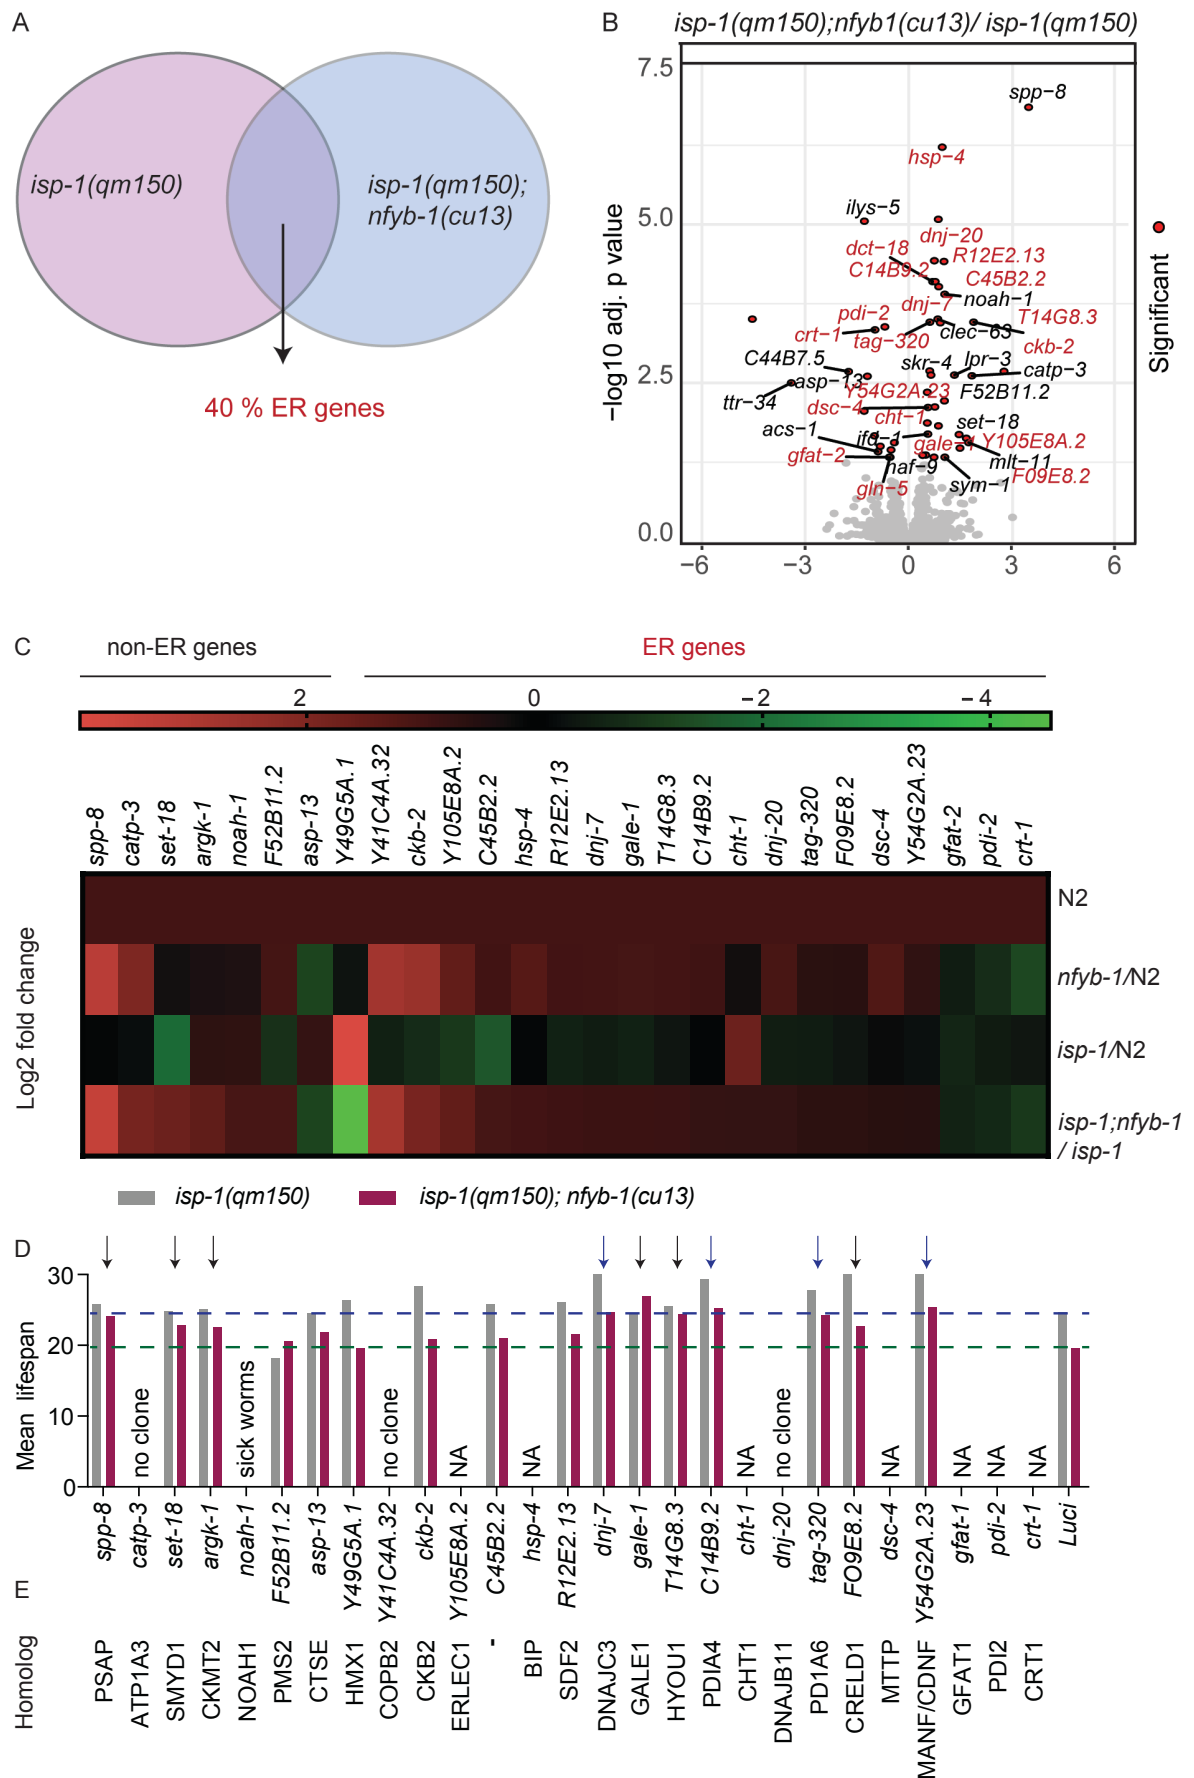 A
isp-1(qm150)
isp-1(qm150);
nfyb-1(cu13)
40 % ER genes
B
isp-1(qm150);nfyb1(cu13)/ isp-1(qm150)
7.5
5.0
2.5
0.0
−log10 adj. p value
−6
−3
0
3
6
Significant
spp−8
hsp−4
ilys−5
dnj−20
dct−18
R12E2.13
C14B9.2
C45B2.2
noah−1
dnj−7
pdi−2
T14G8.3
crt−1
tag−320
clec−63
ckb−2
C44B7.5
skr−4
lpr−3
catp−3
asp−13
Y54G2A.23
F52B11.2
ttr−34
dsc−4
cht−1
set−18
acs−1
ifd−1
gale−1
Y105E8A.2
gfat−2
haf−9
mlt−11
F09E8.2
gln−5
sym−1
C
non-ER genes
ER genes
2
0
−2
−4
spp-8
catp-3
set-18
argk-1
noah-1
F52B11.2
asp-13
Y49G5A.1
Y41C4A.32
ckb-2
Y105E8A.2
C45B2.2
hsp-4
R12E2.13
dnj-7
gale-1
T14G8.3
C14B9.2
cht-1
dnj-20
tag-320
F09E8.2
dsc-4
Y54G2A.23
gfat-2
pdi-2
crt-1
Log2 fold change
N2
nfyb-1/N2
isp-1/N2
isp-1;nfyb-1
/ isp-1
isp-1(qm150)
isp-1(qm150); nfyb-1(cu13)
D
Mean lifespan
30
20
10
0
no clone
sick worms
no clone
NA
NA
NA
no clone
NA
NA
NA
NA
spp-8
catp-3
set-18
argk-1
noah-1
F52B11.2
asp-13
Y49G5A.1
Y41C4A.32
ckb-2
Y105E8A.2
C45B2.2
hsp-4
R12E2.13
dnj-7
gale-1
T14G8.3
C14B9.2
cht-1
dnj-20
tag-320
FO9E8.2
dsc-4
Y54G2A.23
gfat-1
pdi-2
crt-1
Luci
E
Homolog
PSAP
ATP1A3
SMYD1
CKMT2
NOAH1
PMS2
CTSE
HMX1
COPB2
CKB2
ERLEC1
-
BIP
SDF2
DNAJC3
GALE1
HYOU1
PDIA4
CHT1
DNAJB11
PD1A6
CRELD1
MTTP
MANF/CDNF
GFAT1
PDI2
CRT1